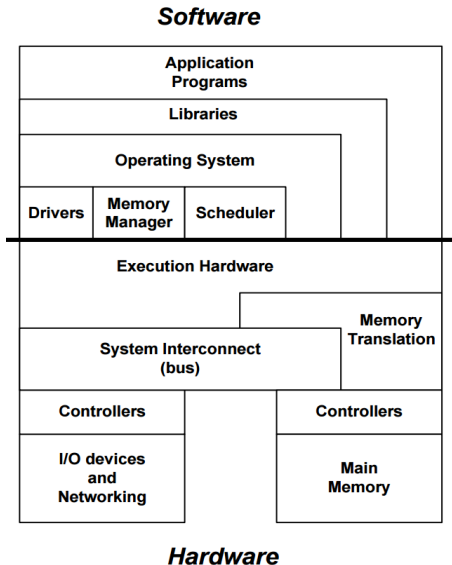 Software
Application
Programs
Libraries
Operating System
Drivers
Memory
Manager
Scheduler
Execution Hardware
Memory
Translation
System Interconnect
(bus)
Controllers
Controllers
I/O devices
and
Networking
Main
Memory
Hardware